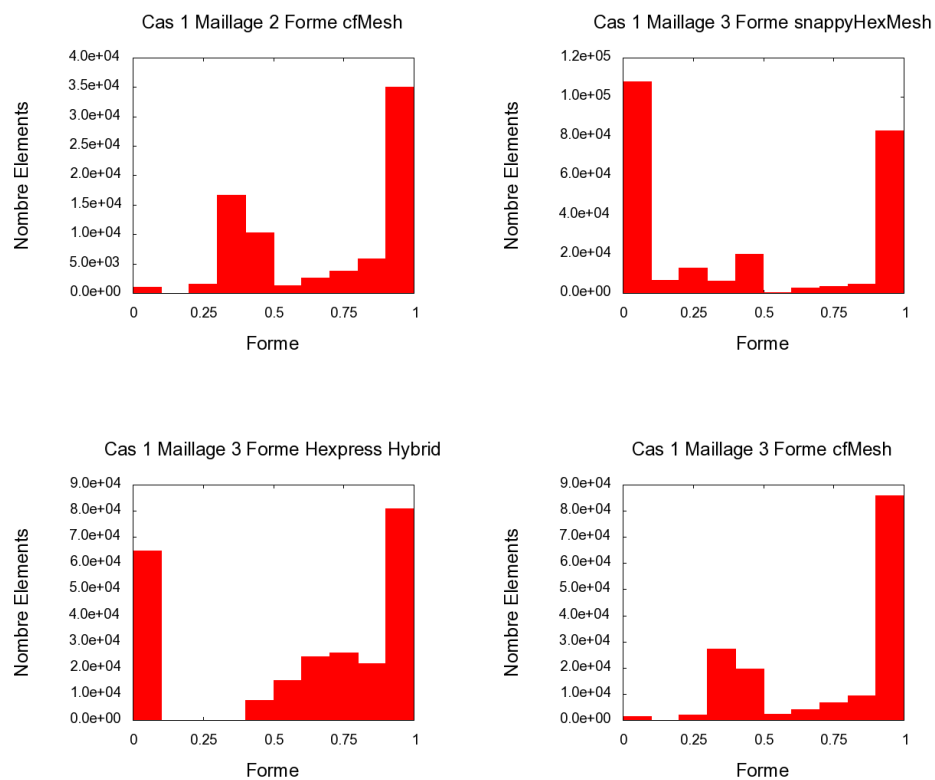 Cas 1 Maillage 2 Forme cfMesh
4.0e+04
3.5e+04
3.0e+04
2.5e+04
2.0e+04
1.5e+04
1.0e+04
5.0e+03
0.0e+00
Nombre Elements
0 0.25 0.5 0.75 1
Forme
Cas 1 Maillage 3 Forme snappyHexMesh
1.2e+05
1.0e+05
8.0e+04
6.0e+04
4.0e+04
2.0e+04
0.0e+00
Nombre Elements
0 0.25 0.5 0.75 1
Forme
Cas 1 Maillage 3 Forme Hexpress Hybrid
9.0e+04
8.0e+04
7.0e+04
6.0e+04
5.0e+04
4.0e+04
3.0e+04
2.0e+04
1.0e+04
0.0e+00
Nombre Elements
0 0.25 0.5 0.75 1
Forme
Cas 1 Maillage 3 Forme cfMesh
9.0e+04
8.0e+04
7.0e+04
6.0e+04
5.0e+04
4.0e+04
3.0e+04
2.0e+04
1.0e+04
0.0e+00
Nombre Elements
0 0.25 0.5 0.75 1
Forme